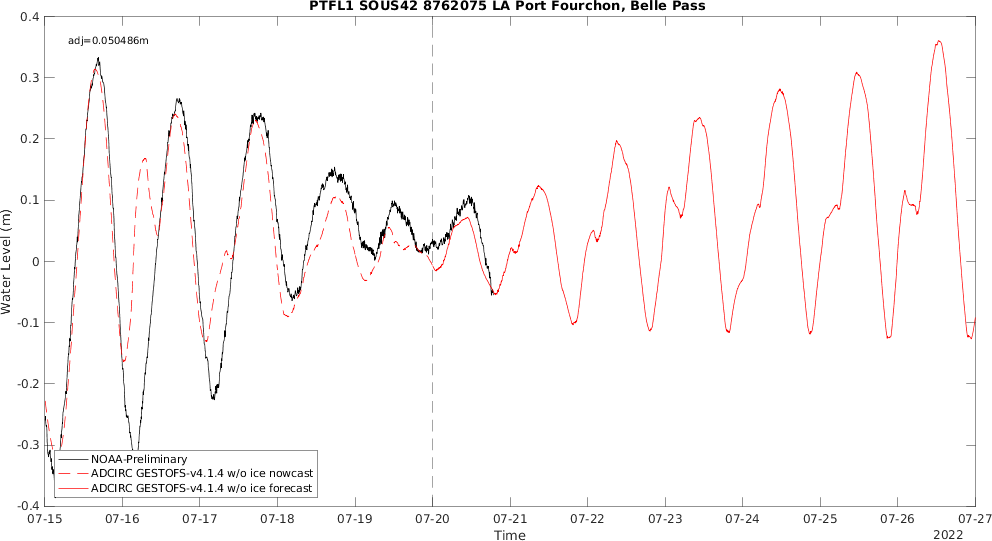 PTFL1 SOUS42 8762075 LA Port Fourchon, Belle Pass
adj=0.050486m
0.4
0.3
0.2
0.1
0
-0.1
-0.2
-0.3
-0.4
Water Level (m)
NOAA-Preliminary
ADCIRC GESTOFS-v4.1.4 w/o ice nowcast
ADCIRC GESTOFS-v4.1.4 w/o ice forecast
07-15 07-16 07-17 07-18 07-19 07-20 07-21 07-22 07-23 07-24 07-25 07-26 07-27
Time
2022